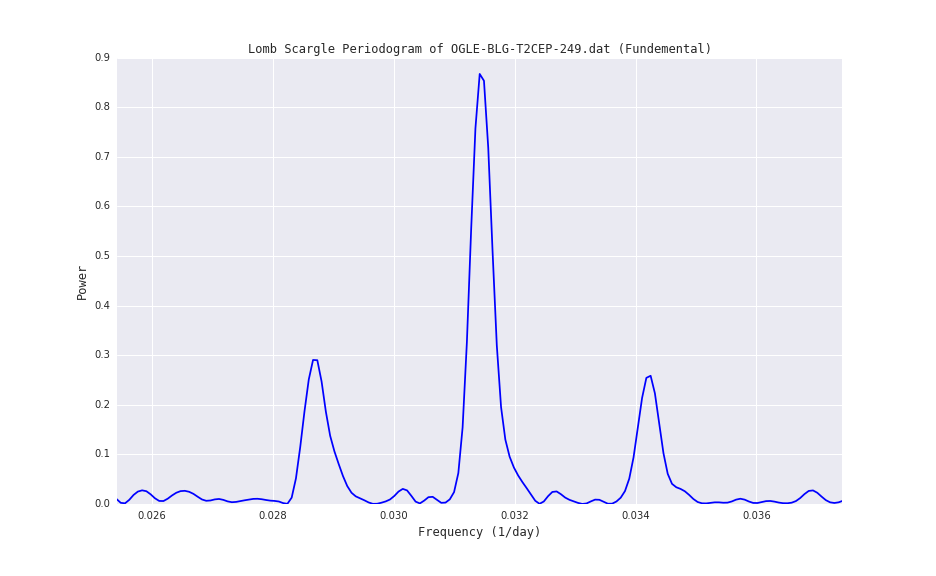 Lomb Scargle Periodogram of OGLE-BLG-T2CEP-249.dat (Fundemental)
0.9
0.8
0.7
0.6
0.5
0.4
0.3
0.2
0.1
0.0
Power
0.026 0.028 0.030 0.032 0.034 0.036
Frequency (1/day)